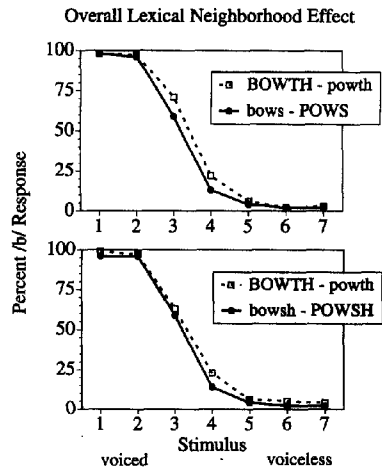 Overall Lexical Neighborhood Effect
Percent /b/ Response
100
75
50
25
0
BOWTH - powth
bows - POWS
1 2 3 4 5 6 7
100
75
50
25
0
BOWTH - powth
bowsh - POWSH
1 2 3 4 5 6 7
Stimulus
voiced voiceless